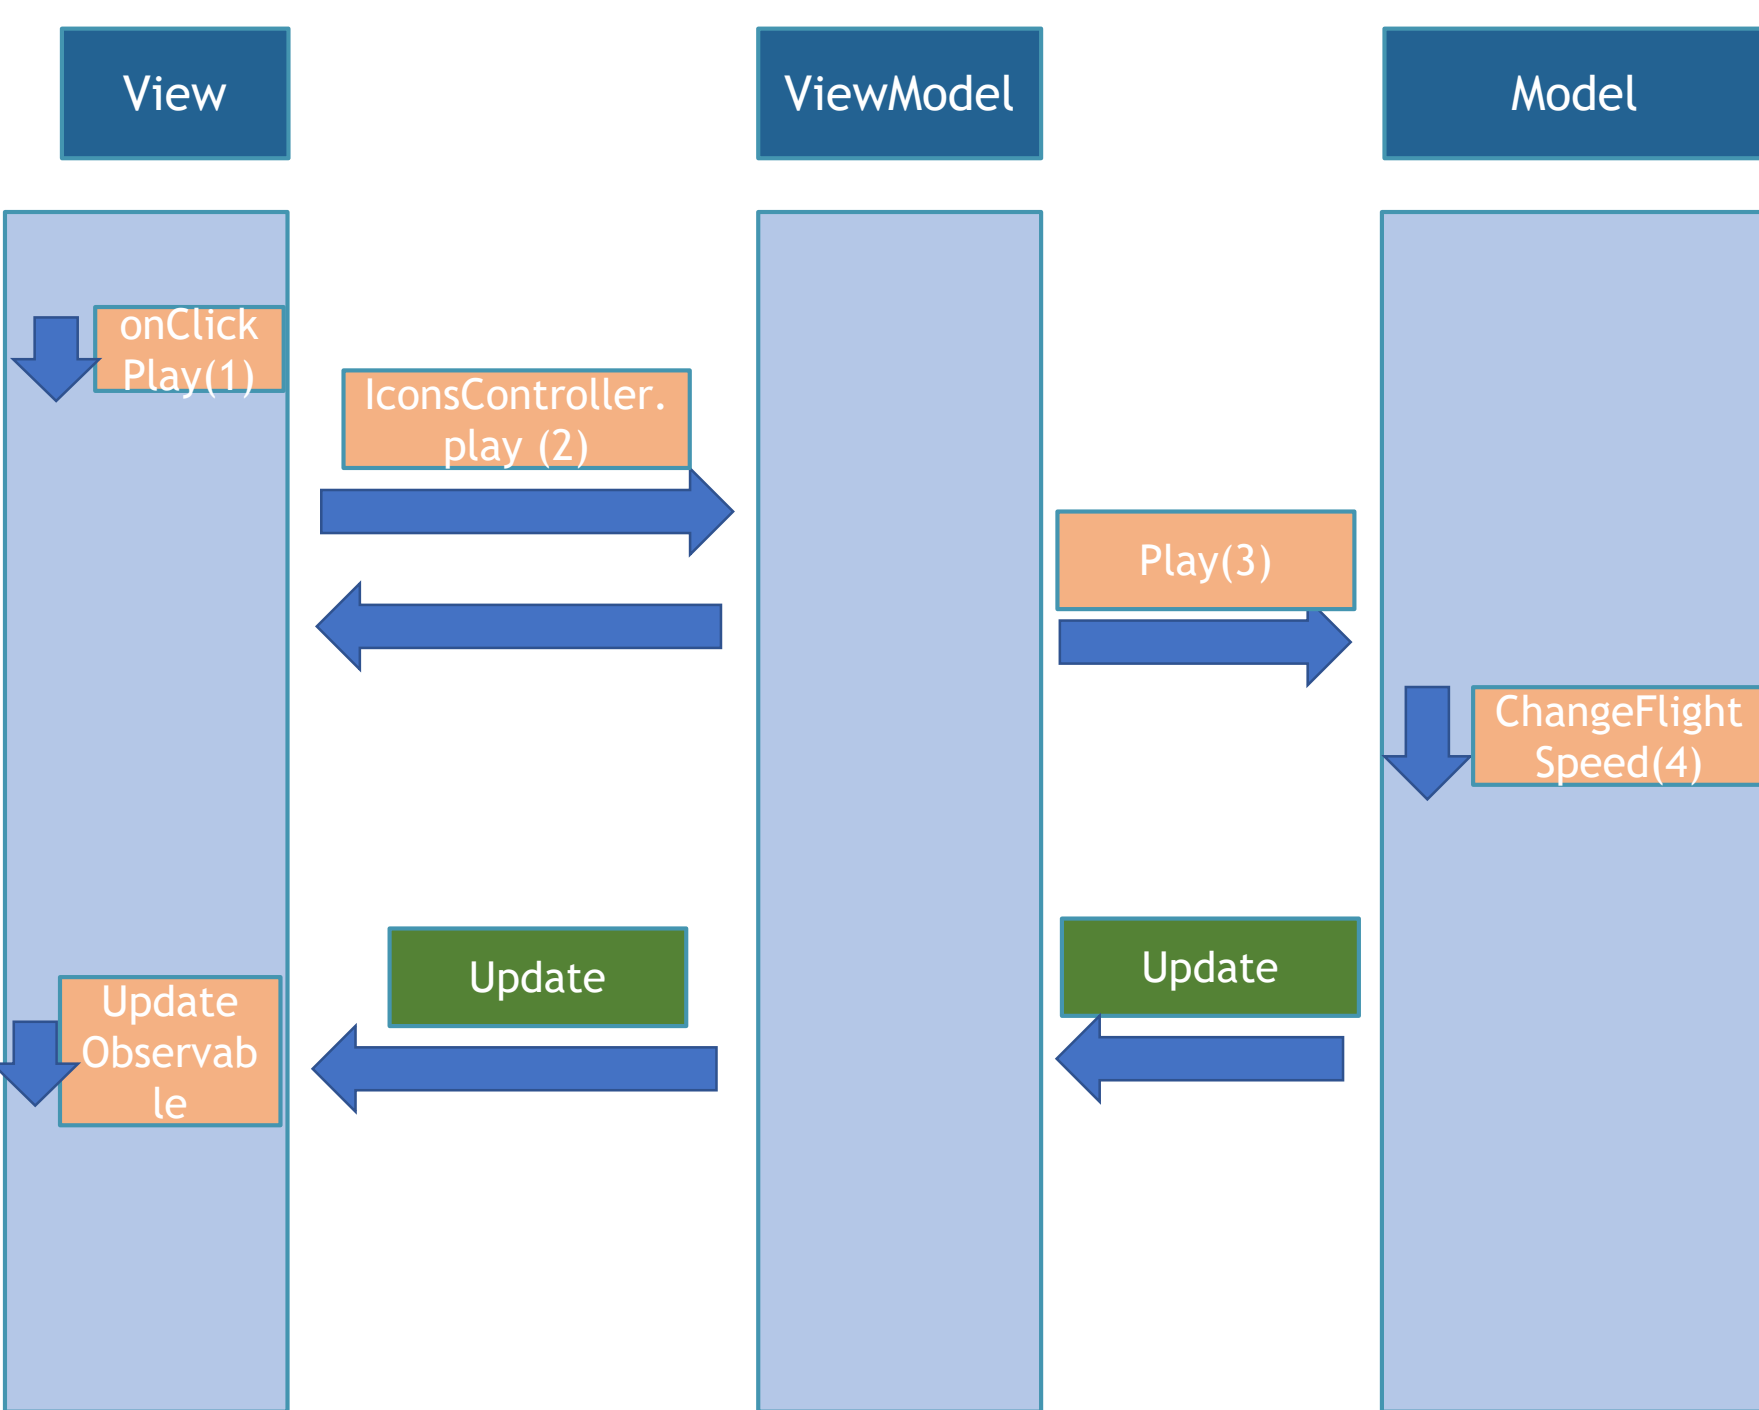 View
ViewModel
Model
onClick
Play(1)
IconsController.
play (2)
Play(3)
ChangeFlight
Speed(4)
Update
Update
Update
Observab
le